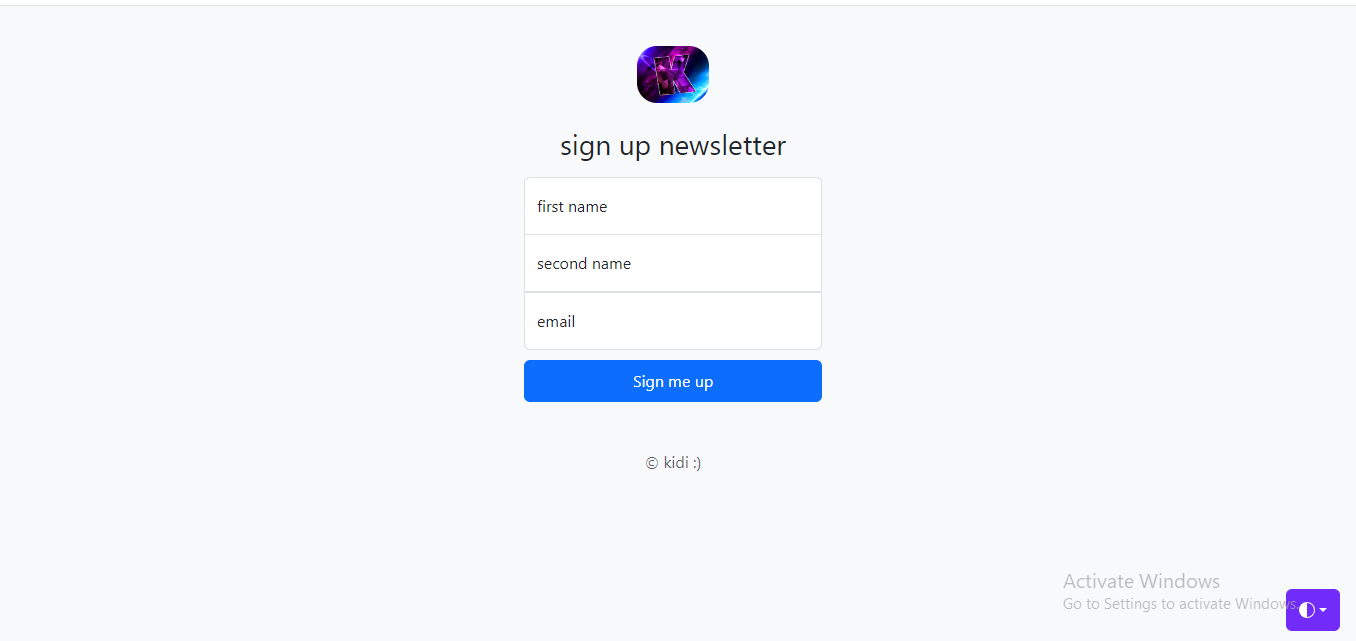 K
sign up newsletter
first name
second name
email
Sign me up
© kidi :)
Activate Windows
Go to Settings to activate Windows.